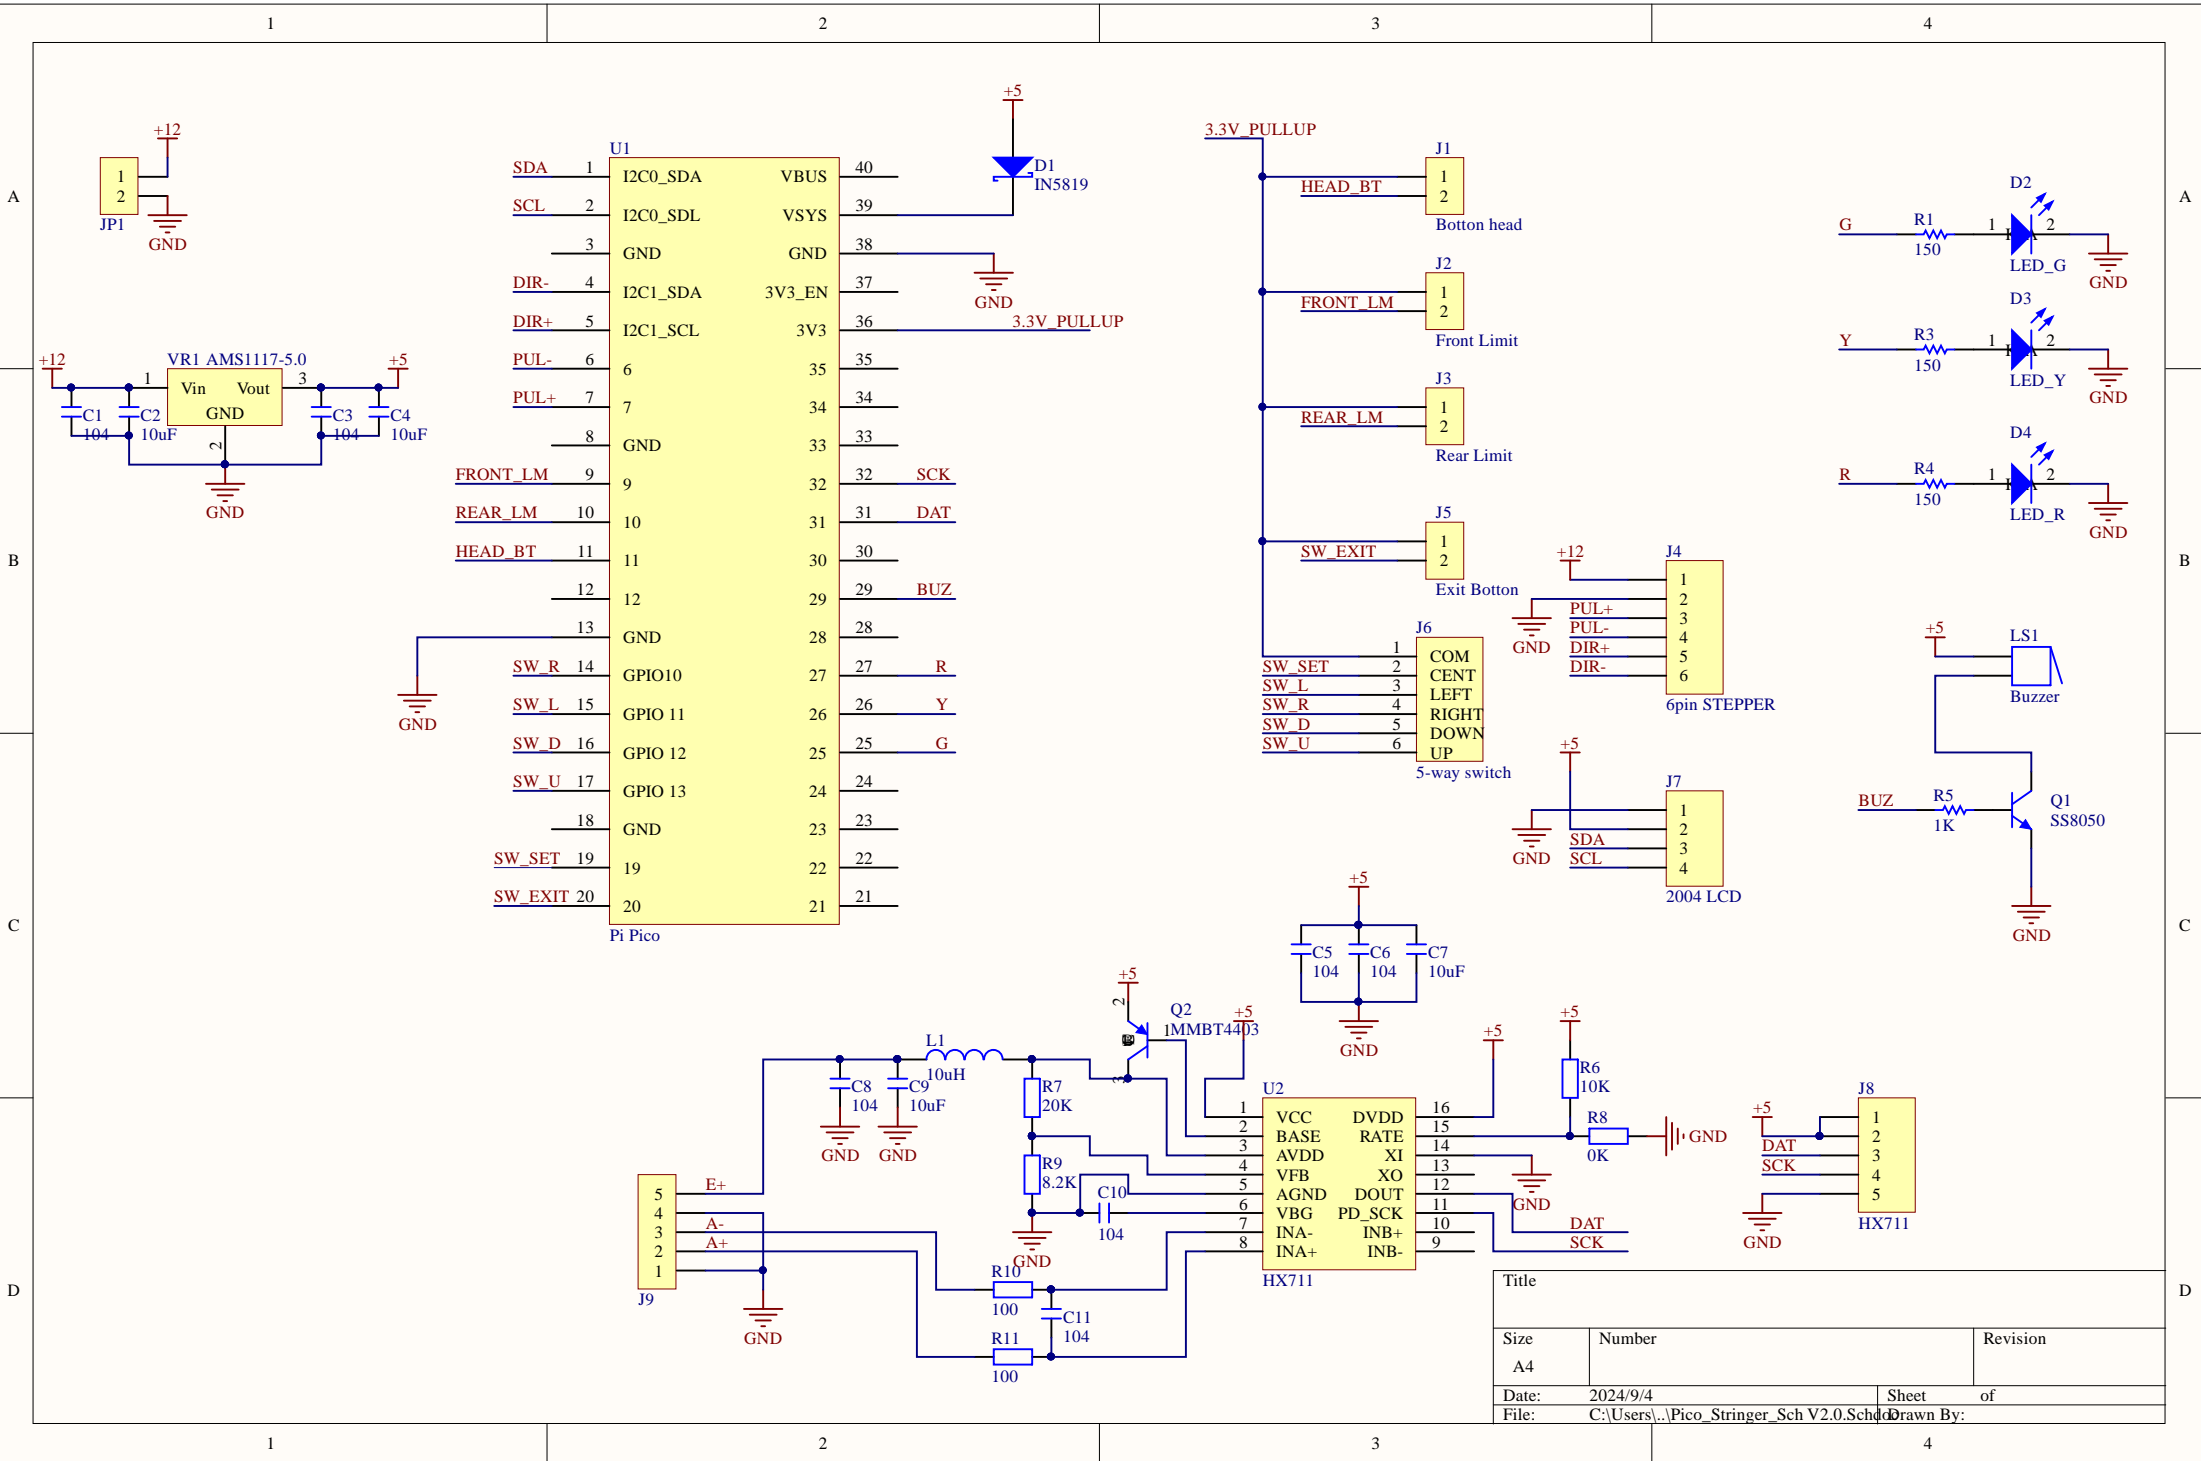 1 2 3 4
A
B
C
D
A
B
C
D
1 2 3 4
+12
1
2
JP1
GND
+12
VR1 AMS1117-5.0
+5
1 Vin Vout 3
GND
2
C1
104
C2
10uF
C3
104
C4
10uF
GND
U1
SDA 1 I2C0_SDA
SCL 2 I2C0_SDL
3 GND
DIR- 4 I2C1_SDA
DIR+ 5 I2C1_SCL
PUL- 6 6
PUL+ 7 7
8 GND
FRONT_LM 9 9
REAR_LM 10 10
HEAD_BT 11 11
12 12
13 GND
GND
SW_R 14 GPIO10
SW_L 15 GPIO 11
SW_D 16 GPIO 12
SW_U 17 GPIO 13
18 GND
SW_SET 19 19
SW_EXIT 20 20
Pi Pico
VBUS 40
VSYS 39
GND 38
3V3_EN 37
3V3 36 3.3V_PULLUP
35 35
34 34
33 33
32 32 SCK
31 31 DAT
30 30
29 29 BUZ
28 28
27 27 R
26 26 Y
25 25 G
24 24
23 23
22 22
21 21
+5
D1
IN5819
GND
3.3V_PULLUP
J1
1
HEAD_BT 2
Botton head
J2
1
FRONT_LM 2
Front Limit
J3
1
REAR_LM 2
Rear Limit
J5
1
SW_EXIT 2
Exit Botton
J6
1 COM
SW_SET 2 CENT
SW_L 3 LEFT
SW_R 4 RIGHT
SW_D 5 DOWN
SW_U 6 UP
5-way switch
+12
J4
1
2
PUL+ 3
PUL- 4
DIR+ 5
DIR- 6
GND
6pin STEPPER
+5
J7
1
2
SDA 3
SCL 4
GND
2004 LCD
D2
G R1 1 2
150
LED_G
GND
D3
Y R3 1 2
150
LED_Y
GND
D4
R R4 1 2
150
LED_R
GND
+5
LS1
Buzzer
BUZ R5
1K
Q1
SS8050
GND
+5
C5
104
C6
104
C7
10uF
GND
+5
2
Q2
1 MMBT4403
3
+5
L1
10uH
C8
104
C9
10uF
GND
GND
R7
20K
R9
8.2K
C10
104
GND
U2
1 VCC
2 BASE
3 AVDD
4 VFB
5 AGND
6 VBG
7 INA-
8 INA+
HX711
DVDD 16
RATE 15
XI 14
XO 13
DOUT 12
PD_SCK 11
INB+ 10
INB- 9
+5
+5
R6
10K
R8
0K
GND
GND
DAT
SCK
J8
+5
1
2
DAT 3
SCK 4
5
GND
HX711
5 E+
4
3 A-
2 A+
1
J9
GND
R10
100
C11
104
R11
100
Title
Size Number Revision
A4
Date: 2024/9/4 Sheet of
File: C:\Users\..\Pico_Stringer_Sch V2.0.Schdoc Drawn By: